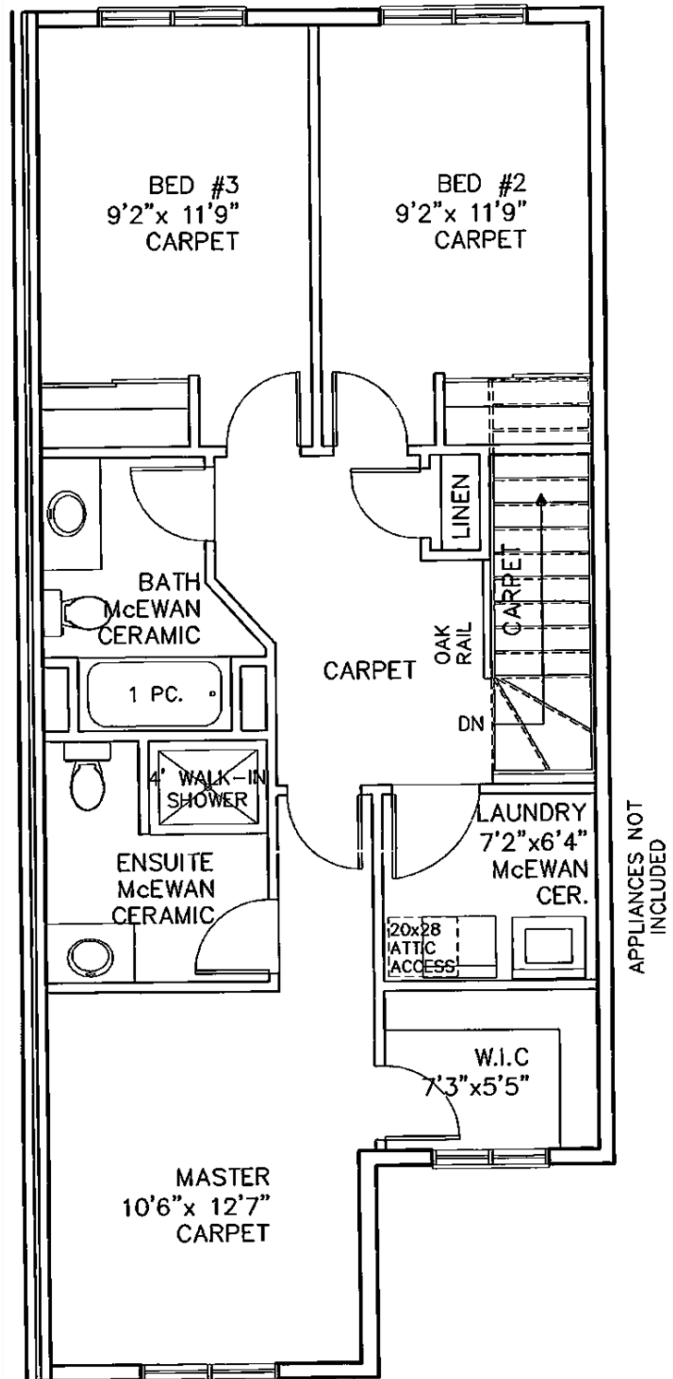 BED #3
9'2"x 11'9"
CARPET
BED #2
9'2"x 11'9"
CARPET
LINEN
CARPET
BATH
McEWAN
CERAMIC
OAK
RAIL
CARPET
1 PC.
DN
4' WALK-IN
SHOWER
LAUNDRY
7'2"x6'4"
McEWAN
CER.
APPLIANCES NOT
INCLUDED
ENSUITE
McEWAN
CERAMIC
20x28
ATTIC
ACCESS
W.I.C
7'3"x5'5"
MASTER
10'6"x 12'7"
CARPET